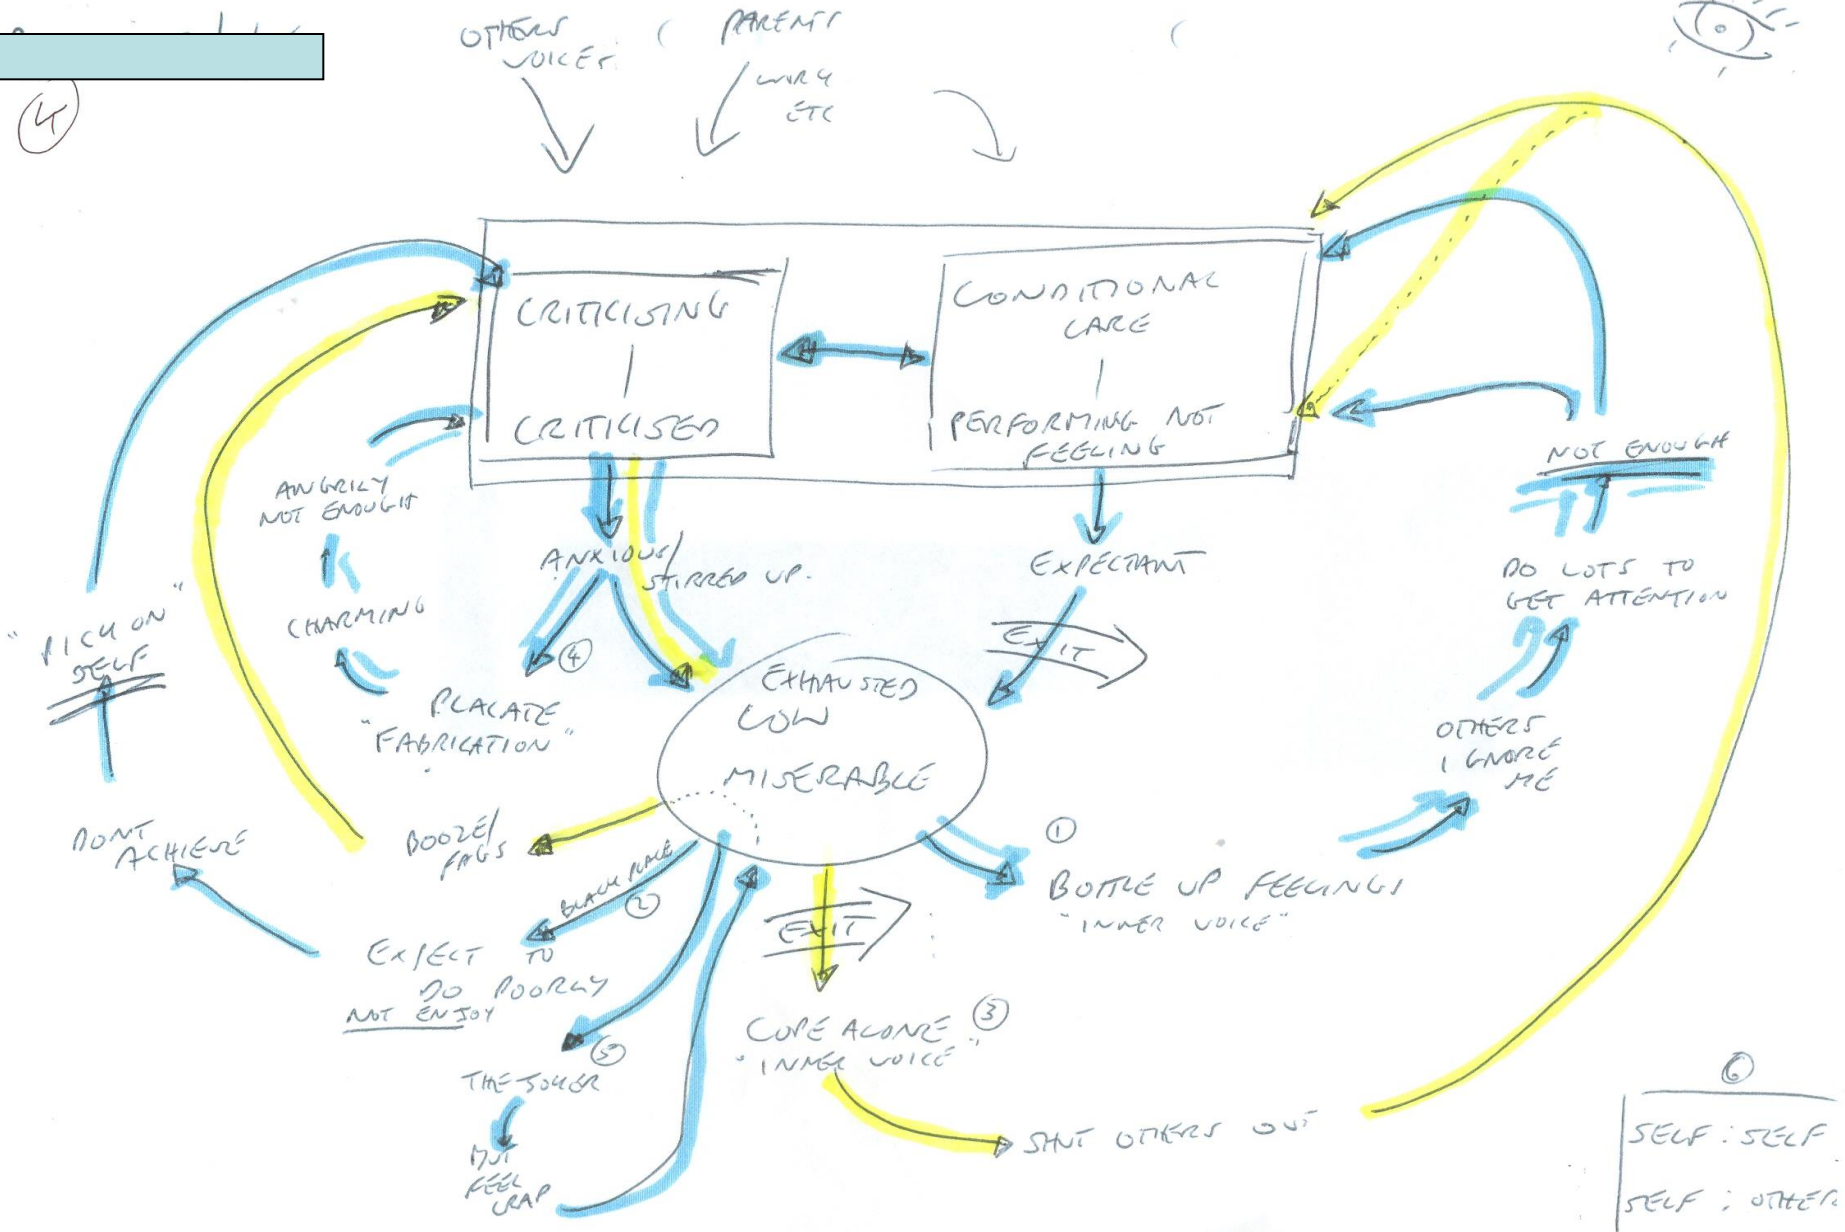 OTHERS
VOICES.
PARENTS
WORK
ETC
4
CRITICISING
CRITICISED
CONDITIONAL
CARE
PERFORMING NOT
FEELING
ANGRILY
NOT ENOUGH
CHARMING
ANXIOUS/
STIRRED UP.
4
PLACATE
"FABRICATION"
EXPECTANT
EXIT
NOT ENOUGH
DO LOTS TO
GET ATTENTION
OTHERS
IGNORE
ME
"PICK ON"
SELF
DONT
ACHIEVE
EXHAUSTED
LOW
MISERABLE
BOOZE/
FAGS
BLACK PLACE
2
EXPECT TO
DO POORLY
NOT ENJOY
EXIT
1
BOTTLE UP FEELINGS
"INNER VOICE"
COPE ALONE 3
"INNER VOICE"
5
THE JOKER
BUT
FEEL
CRAP
SHUT OTHERS OUT
6
SELF : SELF
SELF : OTHER